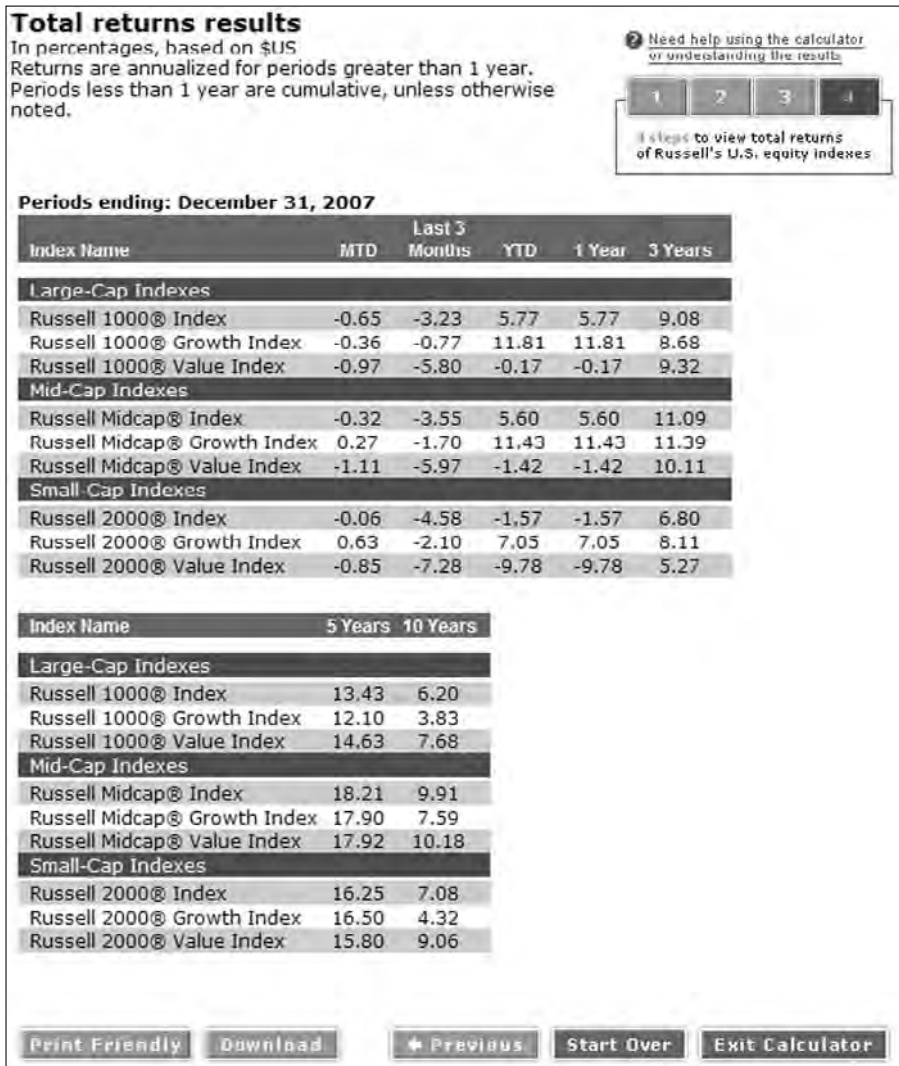 Total returns results
In percentages, based on $US
Returns are annualized for periods greater than 1 year.
Periods less than 1 year are cumulative, unless otherwise
noted.
? Need help using the calculator
or understanding the results
1 2 3 4
4 steps to view total returns
of Russell's U.S. equity indexes
Periods ending: December 31, 2007
Index Name MTD Last 3 Months YTD 1 Year 3 Years
Large-Cap Indexes
Russell 1000® Index -0.65 -3.23 5.77 5.77 9.08
Russell 1000® Growth Index -0.36 -0.77 11.81 11.81 8.68
Russell 1000® Value Index -0.97 -5.80 -0.17 -0.17 9.32
Mid-Cap Indexes
Russell Midcap® Index -0.32 -3.55 5.60 5.60 11.09
Russell Midcap® Growth Index 0.27 -1.70 11.43 11.43 11.39
Russell Midcap® Value Index -1.11 -5.97 -1.42 -1.42 10.11
Small-Cap Indexes
Russell 2000® Index -0.06 -4.58 -1.57 -1.57 6.80
Russell 2000® Growth Index 0.63 -2.10 7.05 7.05 8.11
Russell 2000® Value Index -0.85 -7.28 -9.78 -9.78 5.27
Index Name 5 Years 10 Years
Large-Cap Indexes
Russell 1000® Index 13.43 6.20
Russell 1000® Growth Index 12.10 3.83
Russell 1000® Value Index 14.63 7.68
Mid-Cap Indexes
Russell Midcap® Index 18.21 9.91
Russell Midcap® Growth Index 17.90 7.59
Russell Midcap® Value Index 17.92 10.18
Small-Cap Indexes
Russell 2000® Index 16.25 7.08
Russell 2000® Growth Index 16.50 4.32
Russell 2000® Value Index 15.80 9.06
Print Friendly Download Previous Start Over Exit Calculator